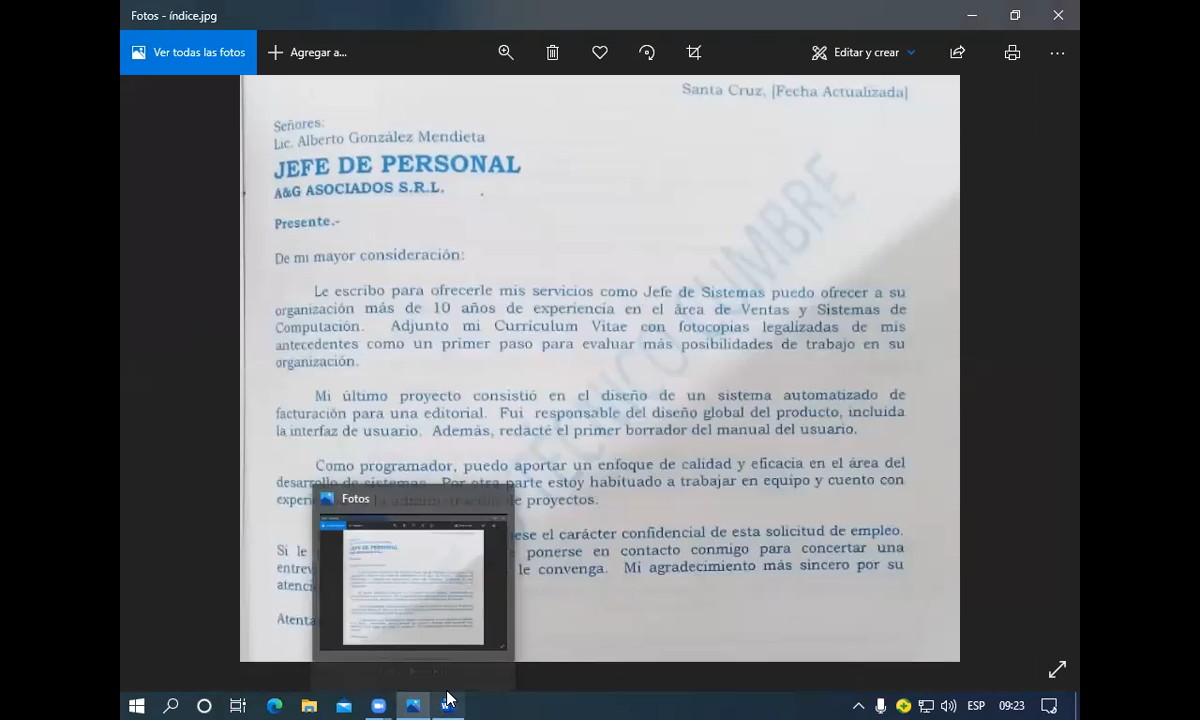 Fotos - índice.jpg
Ver todas las fotos
Agregar a...
Editar y crear
Santa Cruz, [Fecha Actualizada]
Señores:
Lic. Alberto González Mendieta
JEFE DE PERSONAL
A&G ASOCIADOS S.R.L.
Presente.-
De mi mayor consideración:
Le escribo para ofrecerle mis servicios como Jefe de Sistemas puedo ofrecer a su
organización más de 10 años de experiencia en el área de Ventas y Sistemas de
Computación. Adjunto mi Curriculum Vitae con fotocopias legalizadas de mis
antecedentes como un primer paso para evaluar más posibilidades de trabajo en su
organización.
Mi último proyecto consistió en el diseño de un sistema automatizado de
facturación para una editorial. Fui responsable del diseño global del producto, incluida
la interfaz de usuario. Además, redacté el primer borrador del manual del usuario.
Como programador, puedo aportar un enfoque de calidad y eficacia en el área del
desarrollo de sistemas. Por otra parte estoy habituado a trabajar en equipo y cuento con
de proyectos.
el carácter confidencial de esta solicitud de empleo.
Si le ponerse en contacto conmigo para concertar una
le convenga. Mi agradecimiento más sincero por su
TECNICO CUMBRE
Fotos
JEFE DE PERSONAL
ESP
09:23